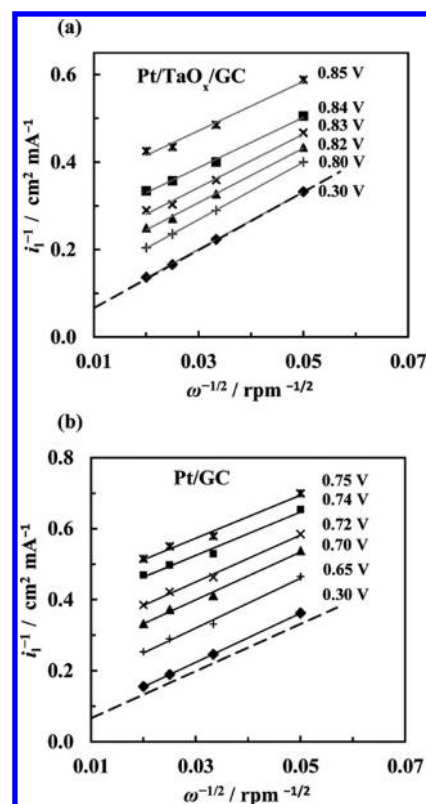 (a)
Pt/TaOₓ/GC
0.85 V
0.84 V
0.83 V
0.82 V
0.80 V
0.30 V
0.6
0.4
0.2
0.0
i_l⁻¹ / cm² mA⁻¹
0.01 0.03 0.05 0.07
ω⁻¹/² / rpm ⁻¹/²
(b)
Pt/GC
0.75 V
0.74 V
0.72 V
0.70 V
0.65 V
0.30 V
0.8
0.6
0.4
0.2
0.0
i_l⁻¹ / cm² mA⁻¹
0.01 0.03 0.05 0.07
ω⁻¹/² / rpm ⁻¹/²